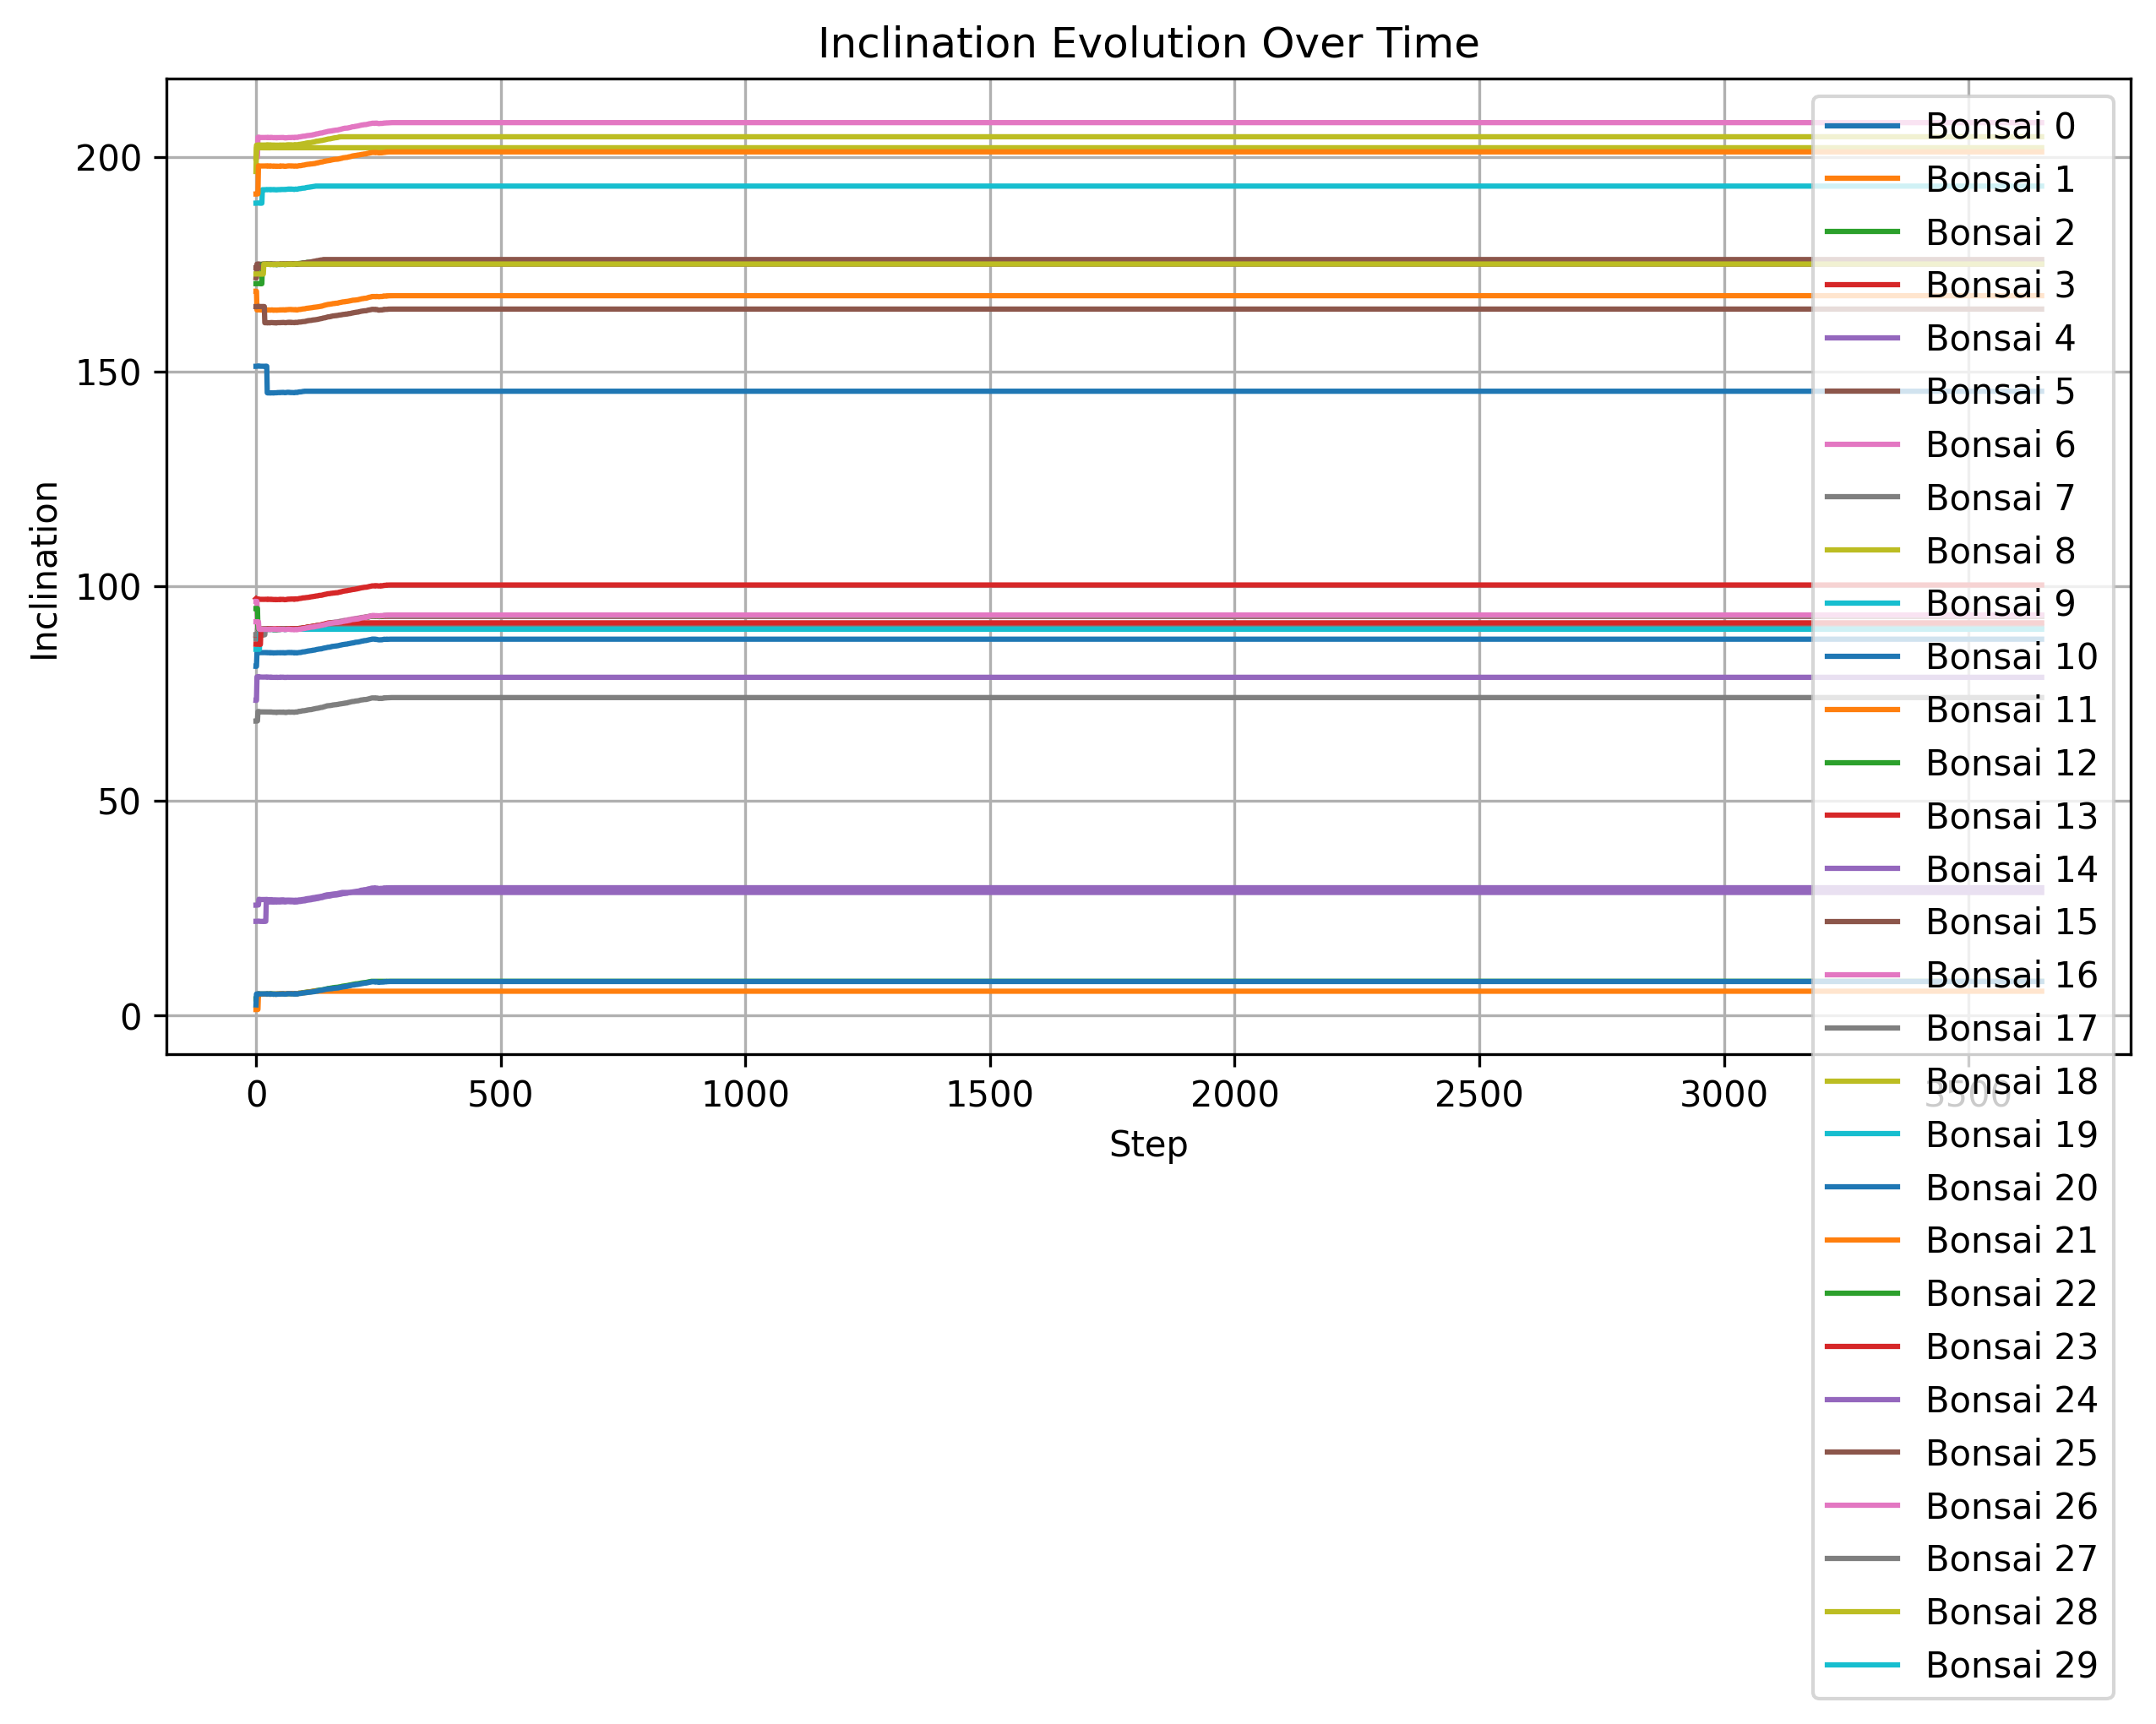 Inclination Evolution Over Time
Inclination
200
150
100
50
0
0 500 1000 1500 2000 2500 3000 3500
Step
Bonsai 0
Bonsai 1
Bonsai 2
Bonsai 3
Bonsai 4
Bonsai 5
Bonsai 6
Bonsai 7
Bonsai 8
Bonsai 9
Bonsai 10
Bonsai 11
Bonsai 12
Bonsai 13
Bonsai 14
Bonsai 15
Bonsai 16
Bonsai 17
Bonsai 18
Bonsai 19
Bonsai 20
Bonsai 21
Bonsai 22
Bonsai 23
Bonsai 24
Bonsai 25
Bonsai 26
Bonsai 27
Bonsai 28
Bonsai 29